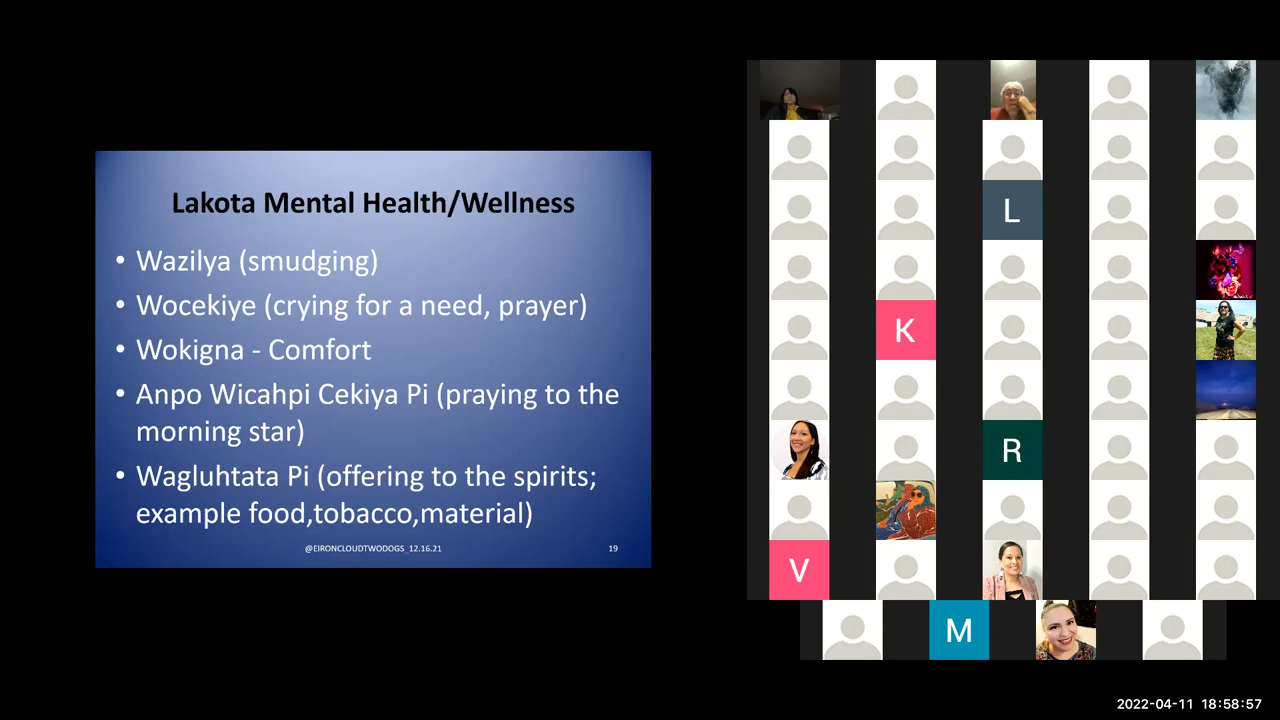 Lakota Mental Health/Wellness
• Wazilya (smudging)
• Wocekiye (crying for a need, prayer)
• Wokigna - Comfort
• Anpo Wicahpi Cekiya Pi (praying to the
morning star)
• Wagluhtata Pi (offering to the spirits;
example food,tobacco,material)
@EIRONCLOUDTWODOGS_12.16.21
19
L
K
R
V
M
2022-04-11 18:58:57